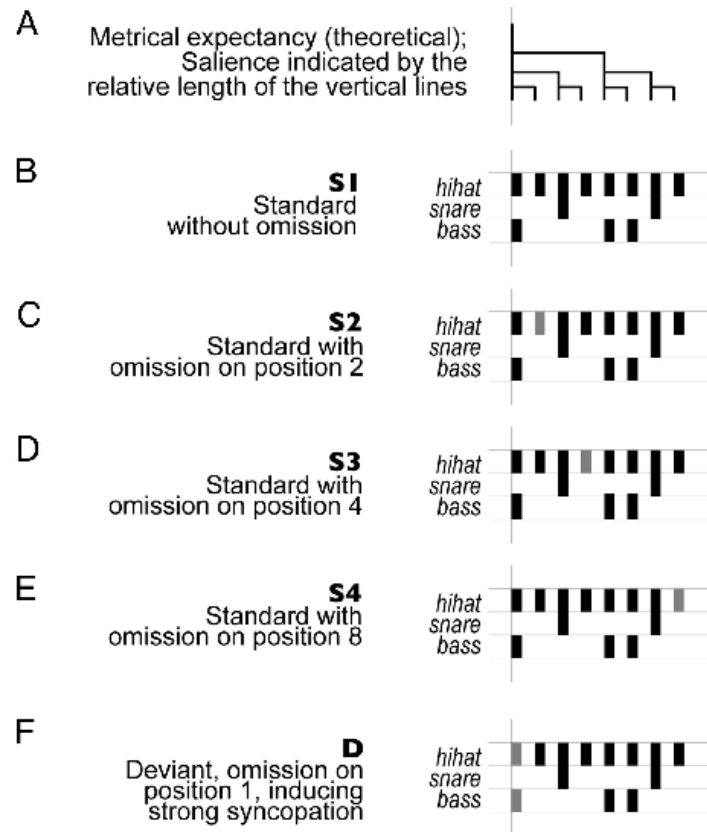 A
Metrical expectancy (theoretical);
Salience indicated by the
relative length of the vertical lines
B
S1
Standard
without omission
hihat
snare
bass
C
S2
Standard with
omission on position 2
hihat
snare
bass
D
S3
Standard with
omission on position 4
hihat
snare
bass
E
S4
Standard with
omission on position 8
hihat
snare
bass
F
D
Deviant, omission on
position 1, inducing
strong syncopation
hihat
snare
bass